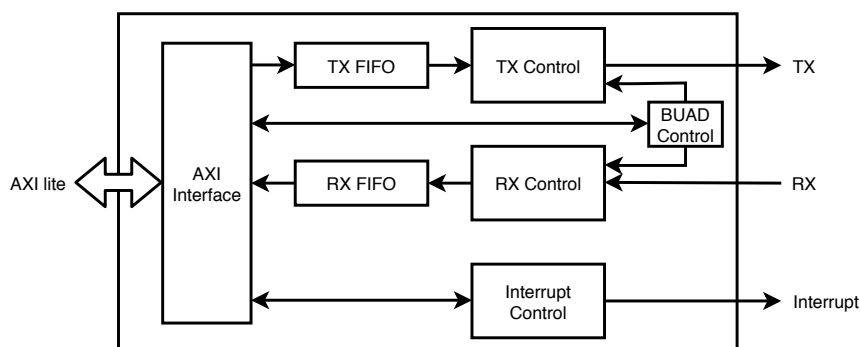 TX FIFO
TX Control
TX
BUAD
Control
AXI lite
AXI
Interface
RX FIFO
RX Control
RX
Interrupt
Control
Interrupt